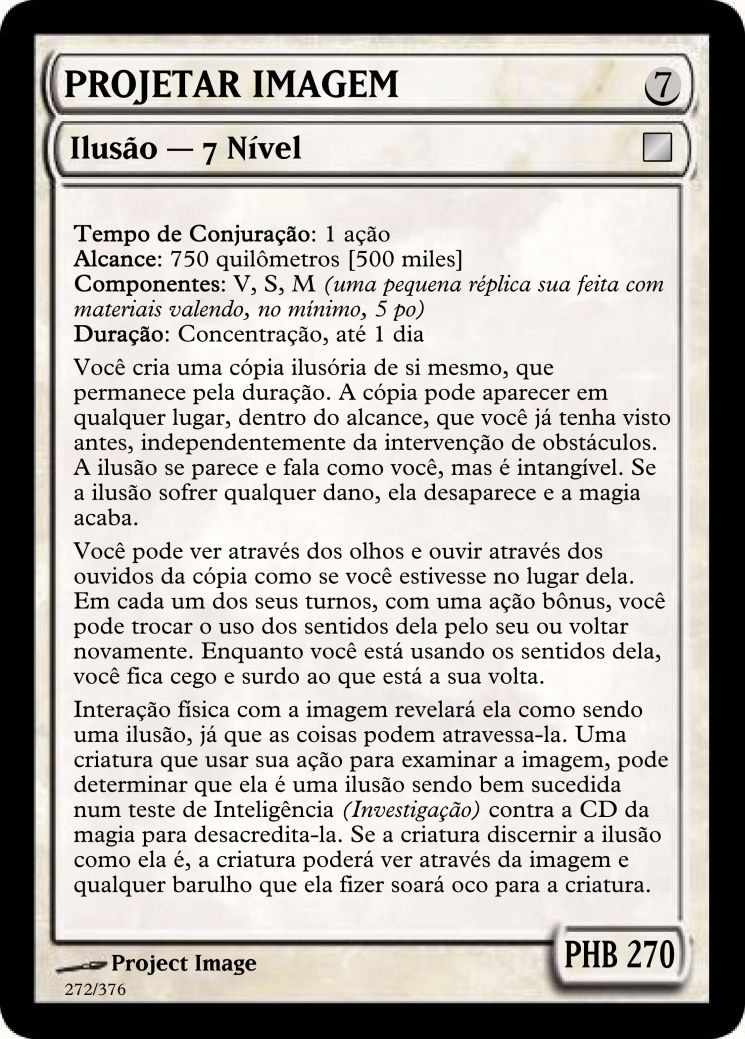 PROJETAR IMAGEM
7
Ilusão — 7 Nível
Tempo de Conjuração: 1 ação
Alcance: 750 quilômetros [500 miles]
Componentes: V, S, M (uma pequena réplica sua feita com
materiais valendo, no mínimo, 5 po)
Duração: Concentração, até 1 dia
Você cria uma cópia ilusória de si mesmo, que
permanece pela duração. A cópia pode aparecer em
qualquer lugar, dentro do alcance, que você já tenha visto
antes, independentemente da intervenção de obstáculos.
A ilusão se parece e fala como você, mas é intangível. Se
a ilusão sofrer qualquer dano, ela desaparece e a magia
acaba.
Você pode ver através dos olhos e ouvir através dos
ouvidos da cópia como se você estivesse no lugar dela.
Em cada um dos seus turnos, com uma ação bônus, você
pode trocar o uso dos sentidos dela pelo seu ou voltar
novamente. Enquanto você está usando os sentidos dela,
você fica cego e surdo ao que está a sua volta.
Interação física com a imagem revelará ela como sendo
uma ilusão, já que as coisas podem atravessa-la. Uma
criatura que usar sua ação para examinar a imagem, pode
determinar que ela é uma ilusão sendo bem sucedida
num teste de Inteligência (Investigação) contra a CD da
magia para desacredita-la. Se a criatura discernir a ilusão
como ela é, a criatura poderá ver através da imagem e
qualquer barulho que ela fizer soará oco para a criatura.
PHB 270
Project Image
272/376